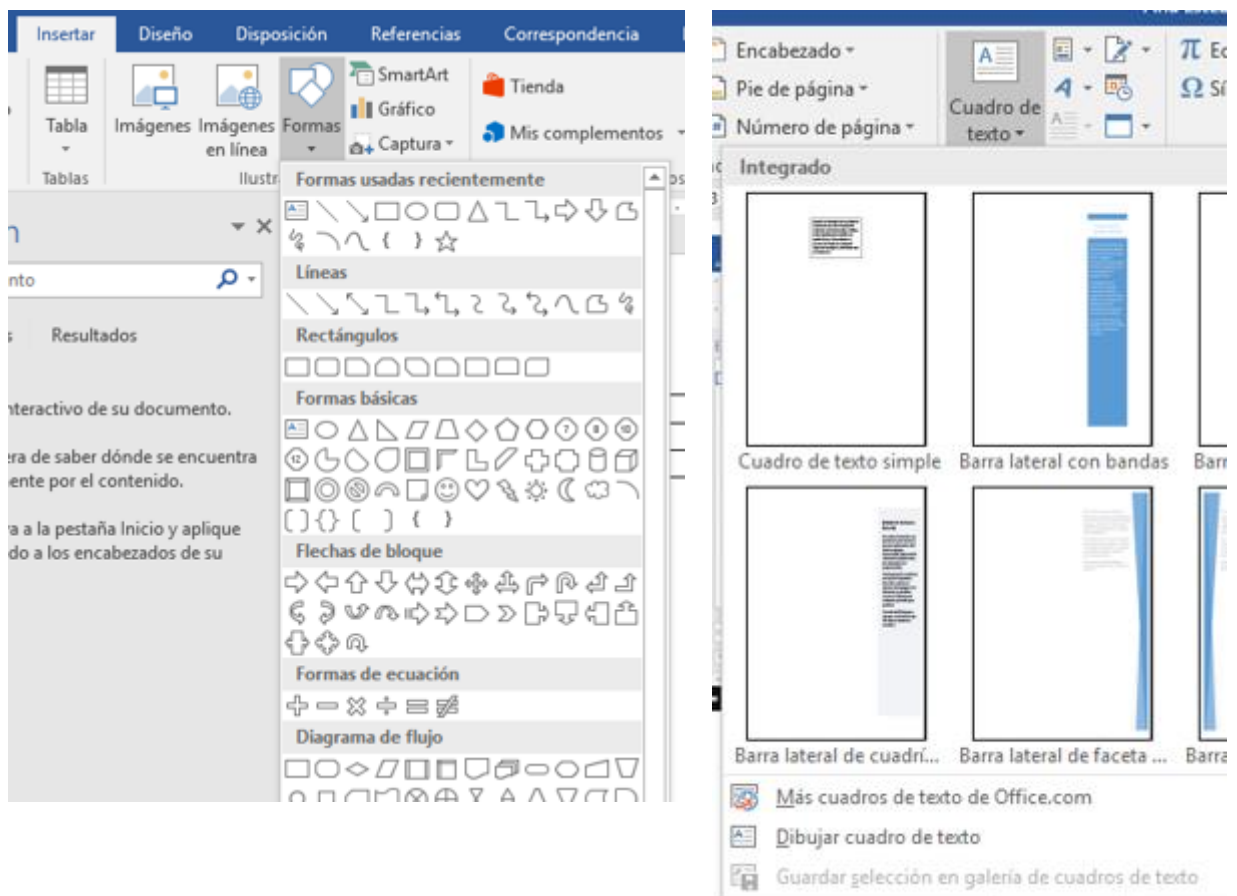 Insertar Diseño Disposición Referencias Correspondencia
SmartArt
Tienda
Gráfico
Tabla Imágenes Imágenes Formas
Mis complementos
en línea
Captura
Tablas
Formas usadas recientemente
Líneas
Resultados
Rectángulos
de su documento.
Formas básicas
de saber dónde se encuentra
por el contenido.
a la pestaña Inicio y aplique
a los encabezados de su
Flechas de bloque
Formas de ecuación
Diagrama de flujo
Encabezado
Pie de página
Número de página
Cuadro de
texto
Integrado
Cuadro de texto simple Barra lateral con bandas
Barra lateral de cuadrí... Barra lateral de faceta ...
Más cuadros de texto de Office.com
Dibujar cuadro de texto
Guardar selección en galería de cuadros de texto